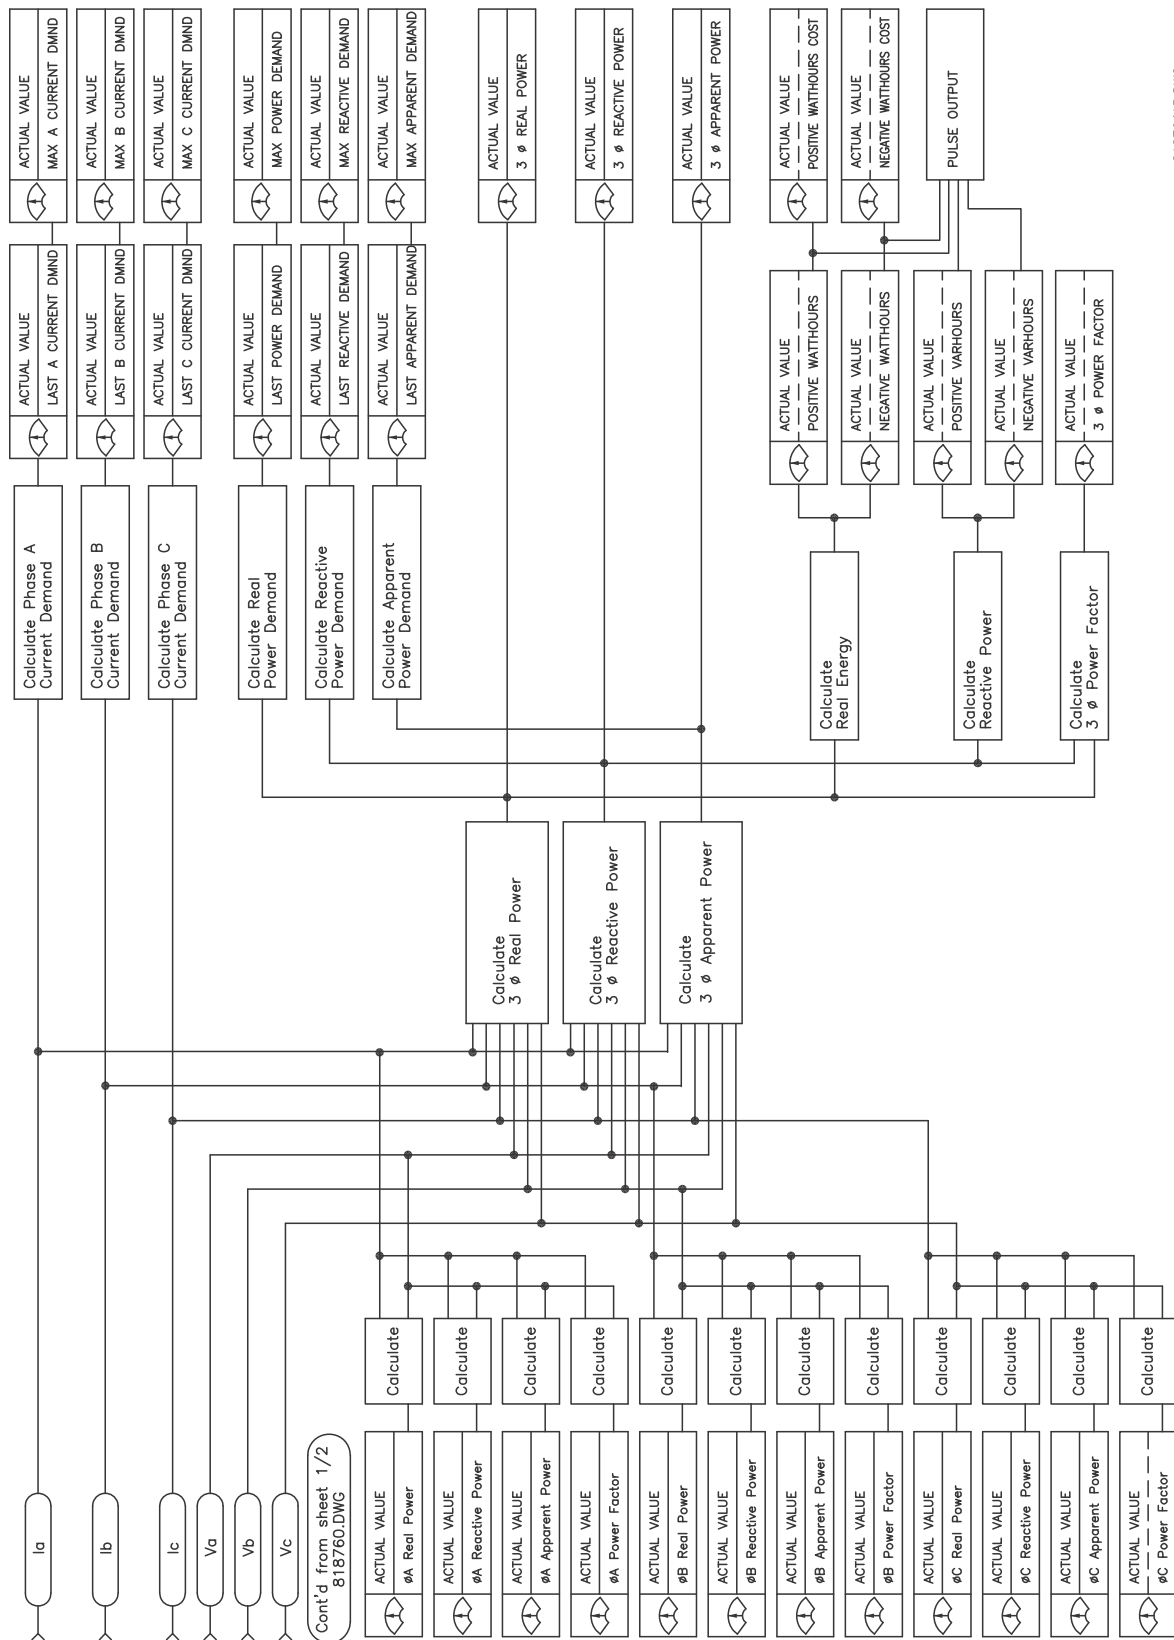 Ia
Ib
Ic
Va
Vb
Vc
Cont'd from sheet 1/2
818760.DWG
Calculate Phase A
Current Demand
ACTUAL VALUE
LAST A CURRENT DMND
ACTUAL VALUE
MAX A CURRENT DMND
Calculate Phase B
Current Demand
ACTUAL VALUE
LAST B CURRENT DMND
ACTUAL VALUE
MAX B CURRENT DMND
Calculate Phase C
Current Demand
ACTUAL VALUE
LAST C CURRENT DMND
ACTUAL VALUE
MAX C CURRENT DMND
Calculate Real
Power Demand
ACTUAL VALUE
LAST POWER DEMAND
ACTUAL VALUE
MAX POWER DEMAND
Calculate Reactive
Power Demand
ACTUAL VALUE
LAST REACTIVE DEMAND
ACTUAL VALUE
MAX REACTIVE DEMAND
Calculate Apparent
Power Demand
ACTUAL VALUE
LAST APPARENT DEMAND
ACTUAL VALUE
MAX APPARENT DEMAND
Calculate
3 ø Real Power
ACTUAL VALUE
3 ø REAL POWER
Calculate
3 ø Reactive Power
ACTUAL VALUE
3 ø REACTIVE POWER
Calculate
3 ø Apparent Power
ACTUAL VALUE
3 ø APPARENT POWER
Calculate
Real Energy
ACTUAL VALUE
POSITIVE WATTHOURS
ACTUAL VALUE
POSITIVE WATTHOURS COST
ACTUAL VALUE
NEGATIVE WATTHOURS
ACTUAL VALUE
NEGATIVE WATTHOURS COST
Calculate
Reactive Power
ACTUAL VALUE
POSITIVE VARHOURS
ACTUAL VALUE
NEGATIVE VARHOURS
PULSE OUTPUT
Calculate
3 ø Power Factor
ACTUAL VALUE
3 ø POWER FACTOR
ACTUAL VALUE
øA Real Power
Calculate
ACTUAL VALUE
øA Reactive Power
Calculate
ACTUAL VALUE
øA Apparent Power
Calculate
ACTUAL VALUE
øA Power Factor
Calculate
ACTUAL VALUE
øB Real Power
Calculate
ACTUAL VALUE
øB Reactive Power
Calculate
ACTUAL VALUE
øB Apparent Power
Calculate
ACTUAL VALUE
øB Power Factor
Calculate
ACTUAL VALUE
øC Real Power
Calculate
ACTUAL VALUE
øC Reactive Power
Calculate
ACTUAL VALUE
øC Apparent Power
Calculate
ACTUAL VALUE
øC Power Factor
Calculate